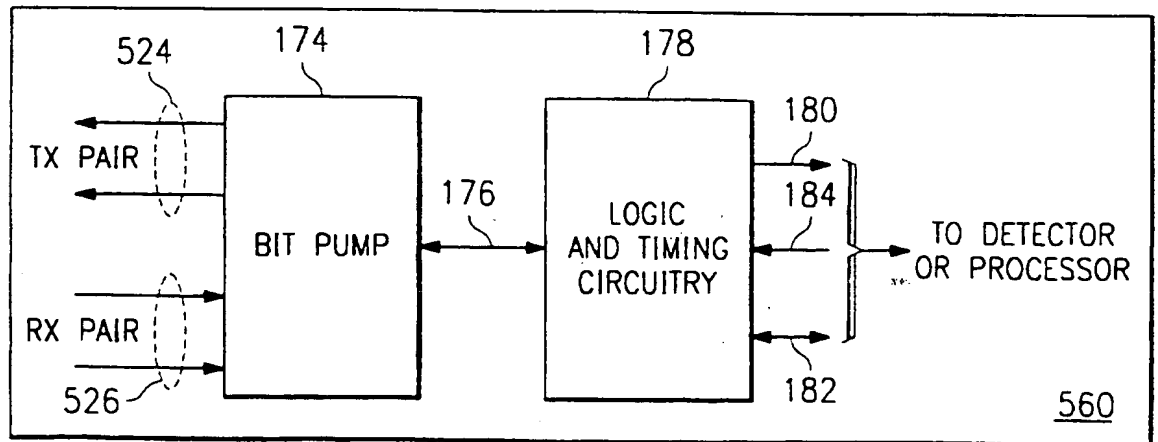 524
174
178
180
TX PAIR
176
184
BIT PUMP
LOGIC
AND TIMING
CIRCUITRY
TO DETECTOR
OR PROCESSOR
RX PAIR
526
182
560